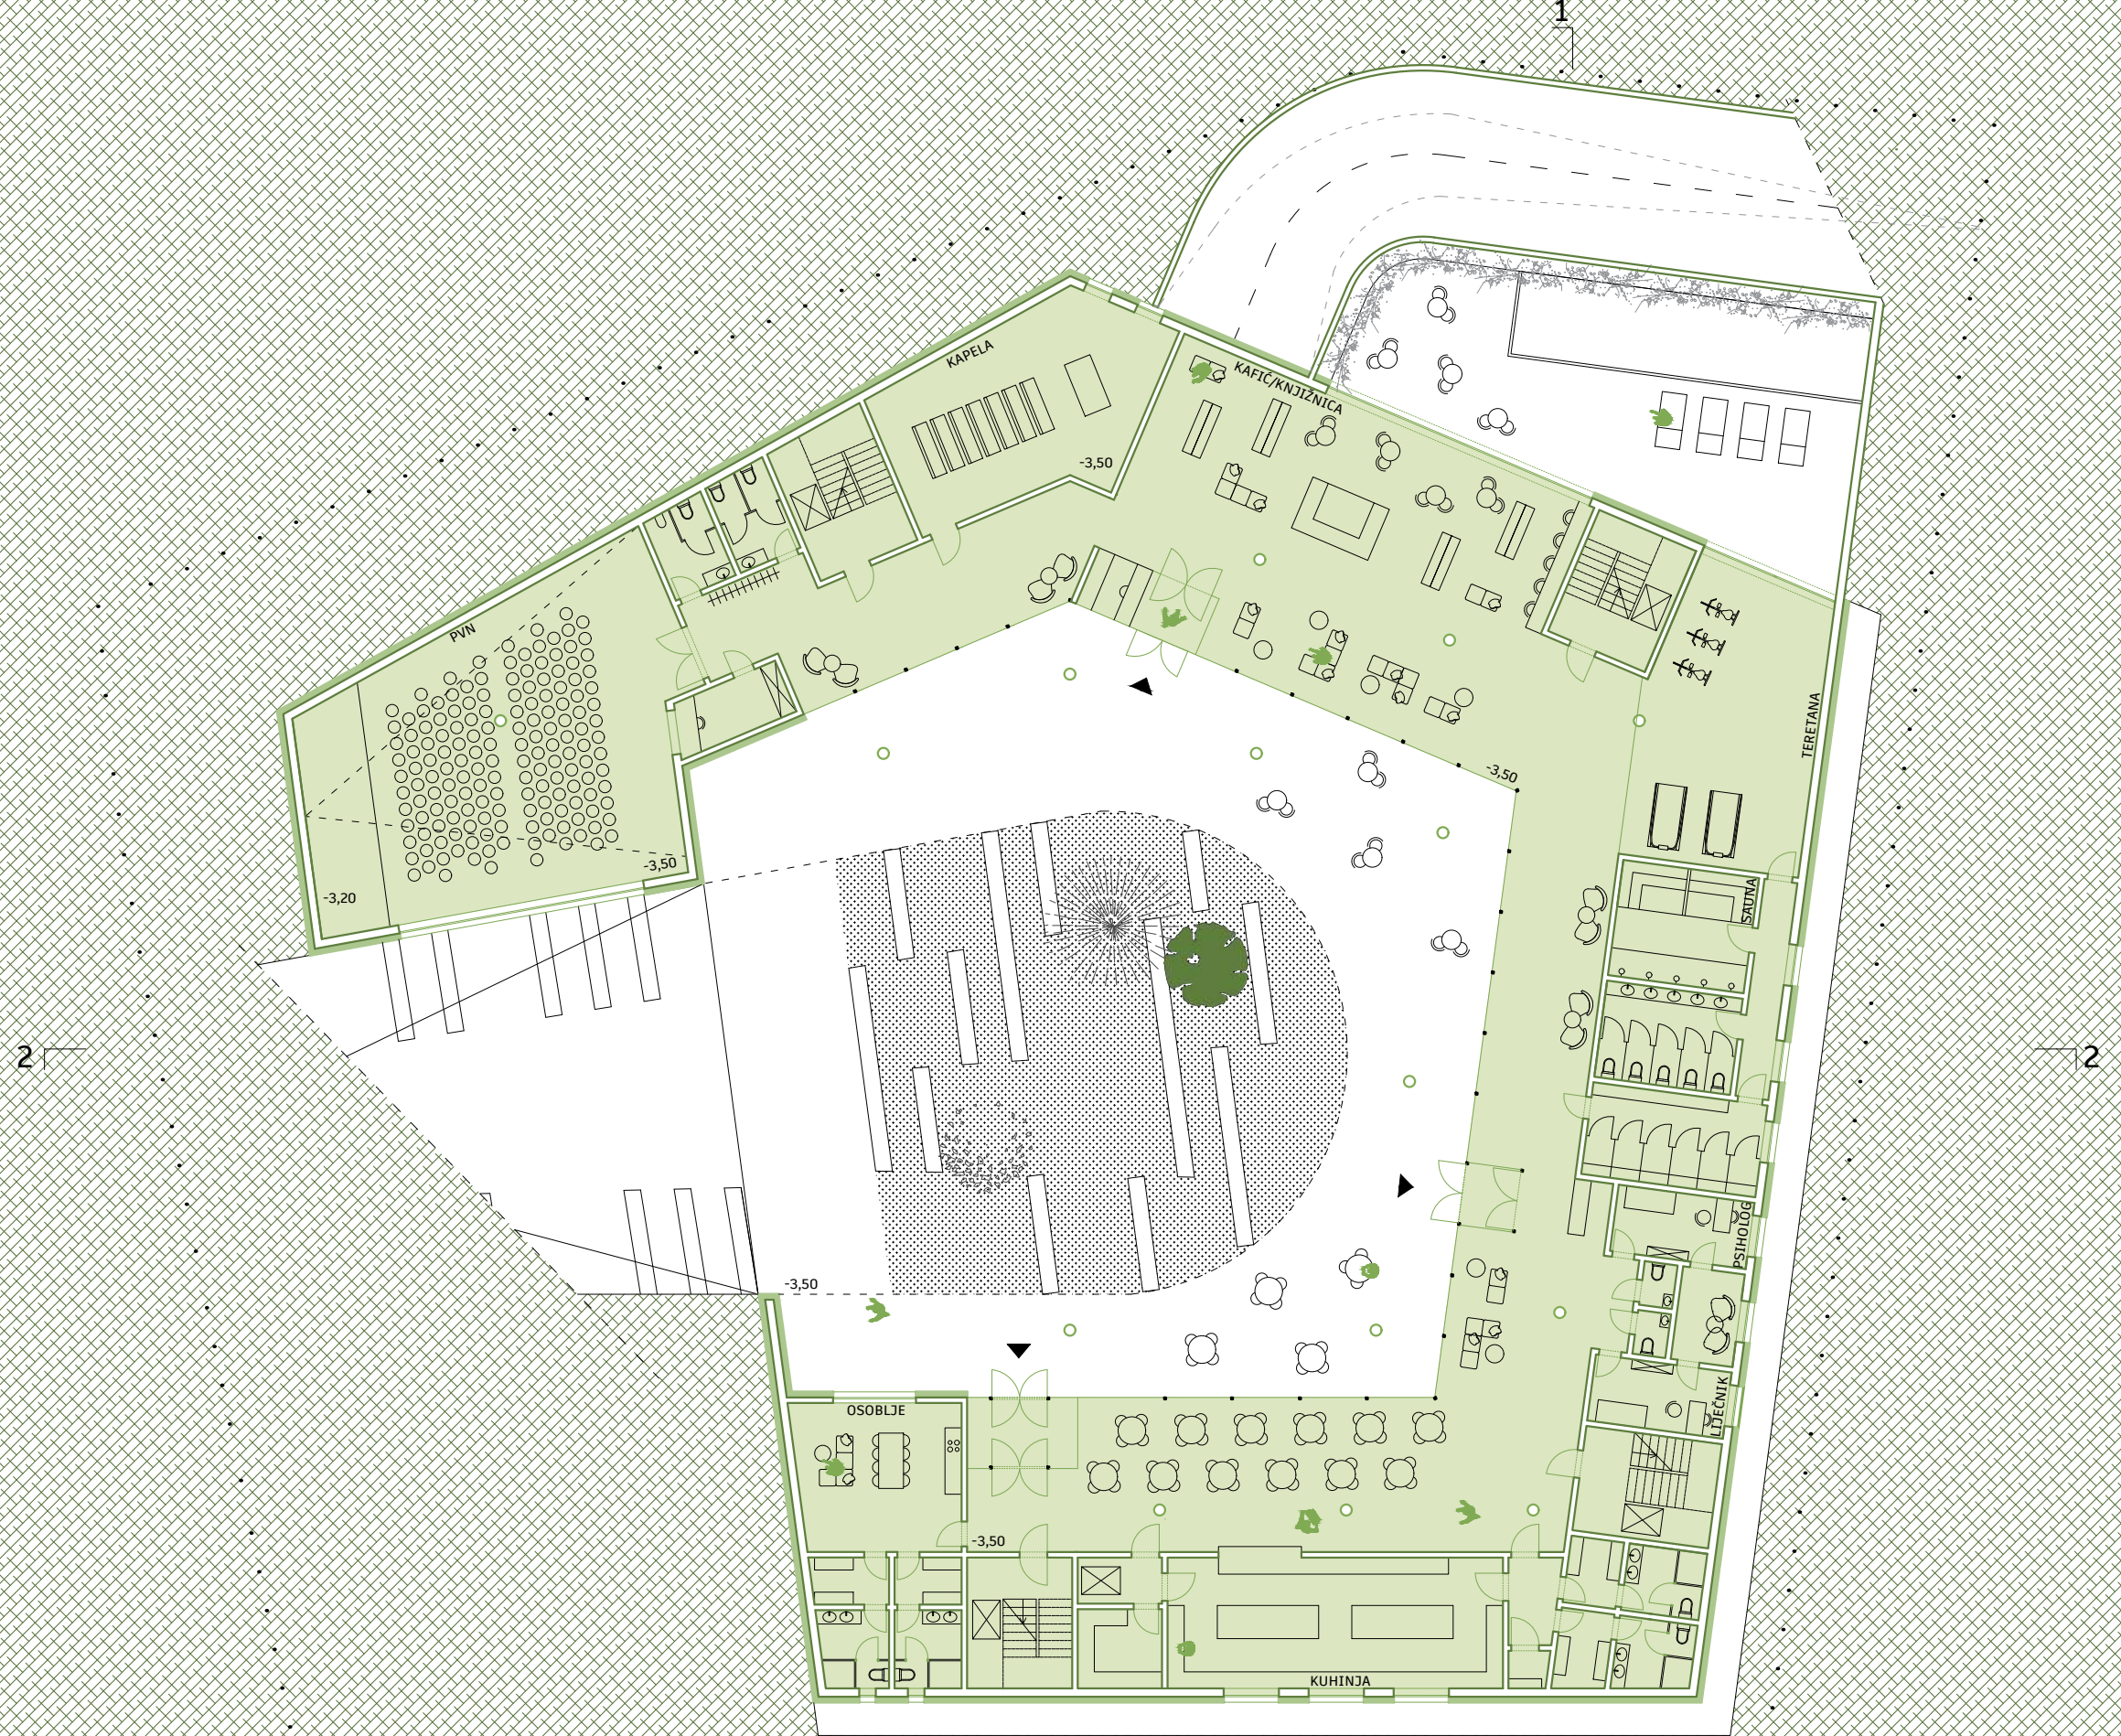 1
KAPELA
KAFIĆ/KNJIŽNICA
-3,50
PVN
TERETANA
-3,50
-3,50
SAUNA
-3,20
2
2
PSIHOLOG
-3,50
LIJEČNIK
OSOBLJE
-3,50
KUHINJA